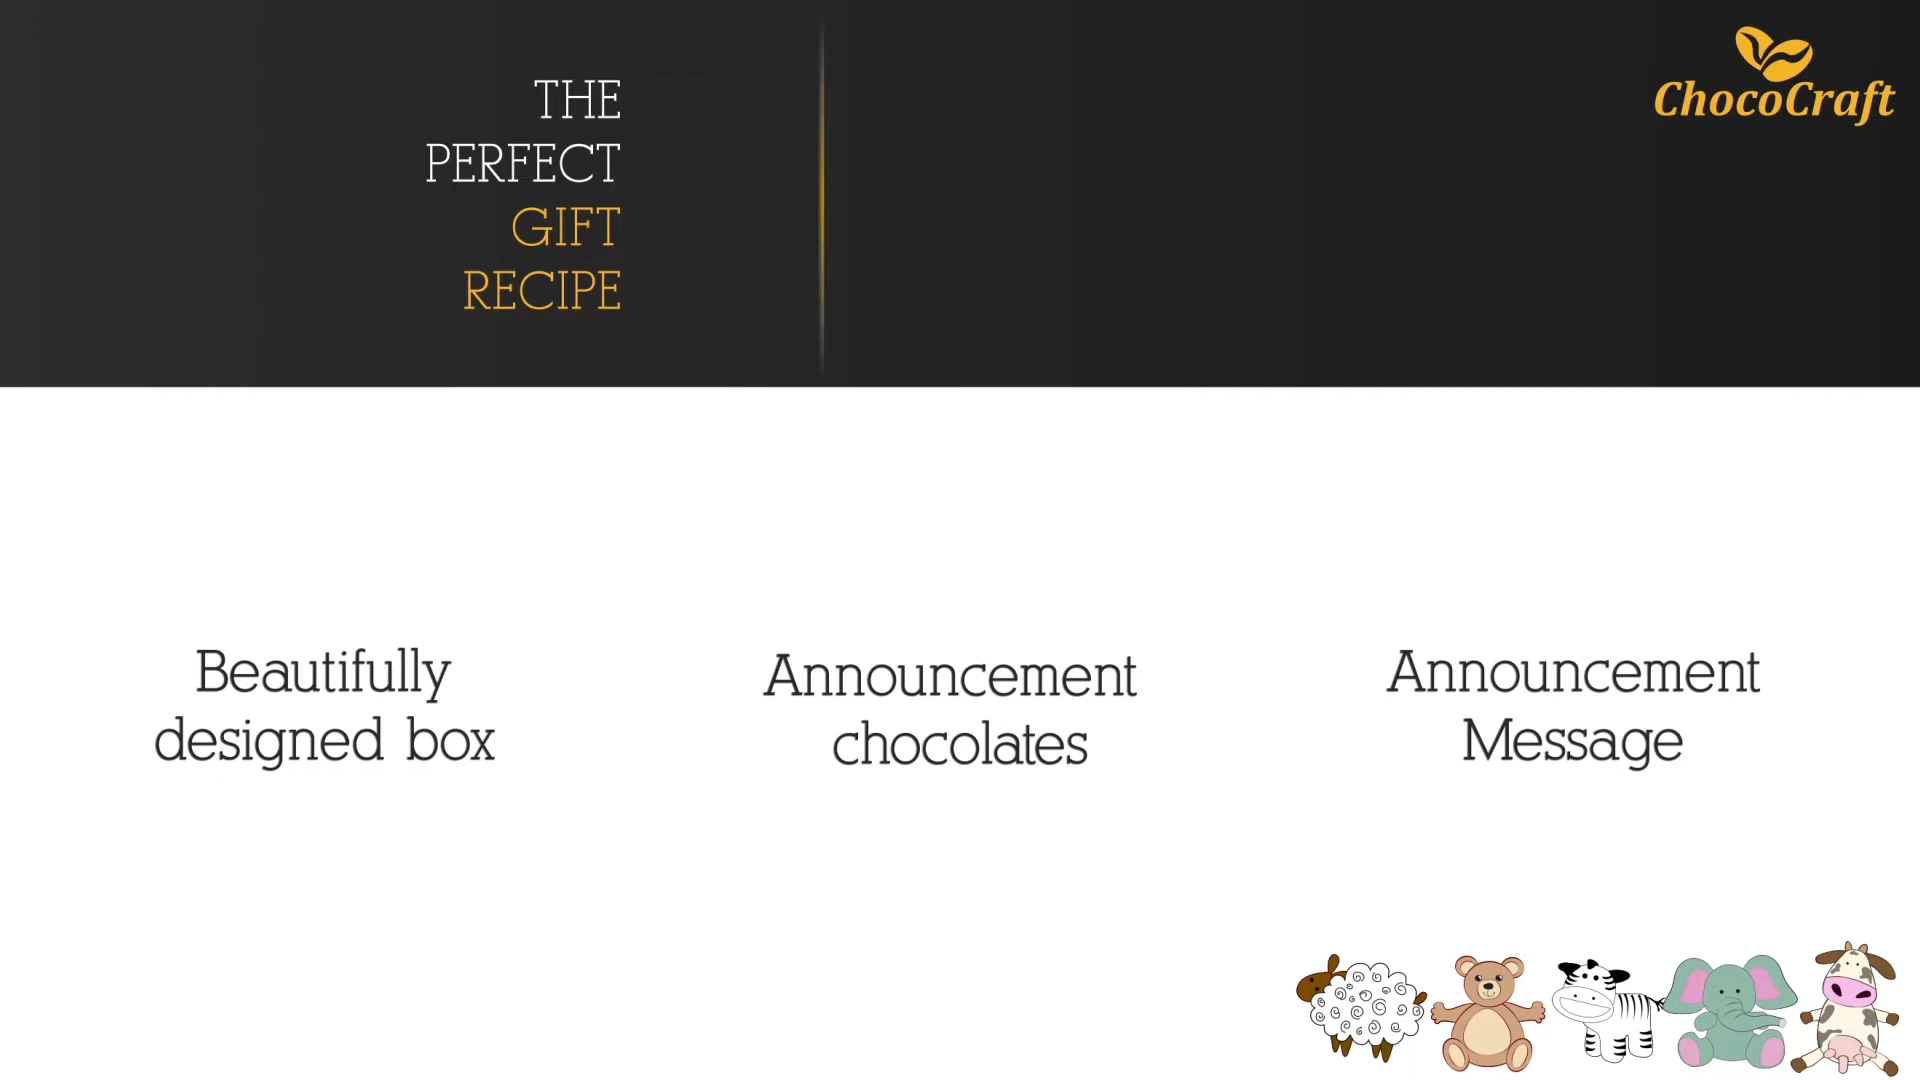 THE
PERFECT
GIFT
RECIPE
ChocoCraft
Beautifully
designed box
Announcement
chocolates
Announcement
Message